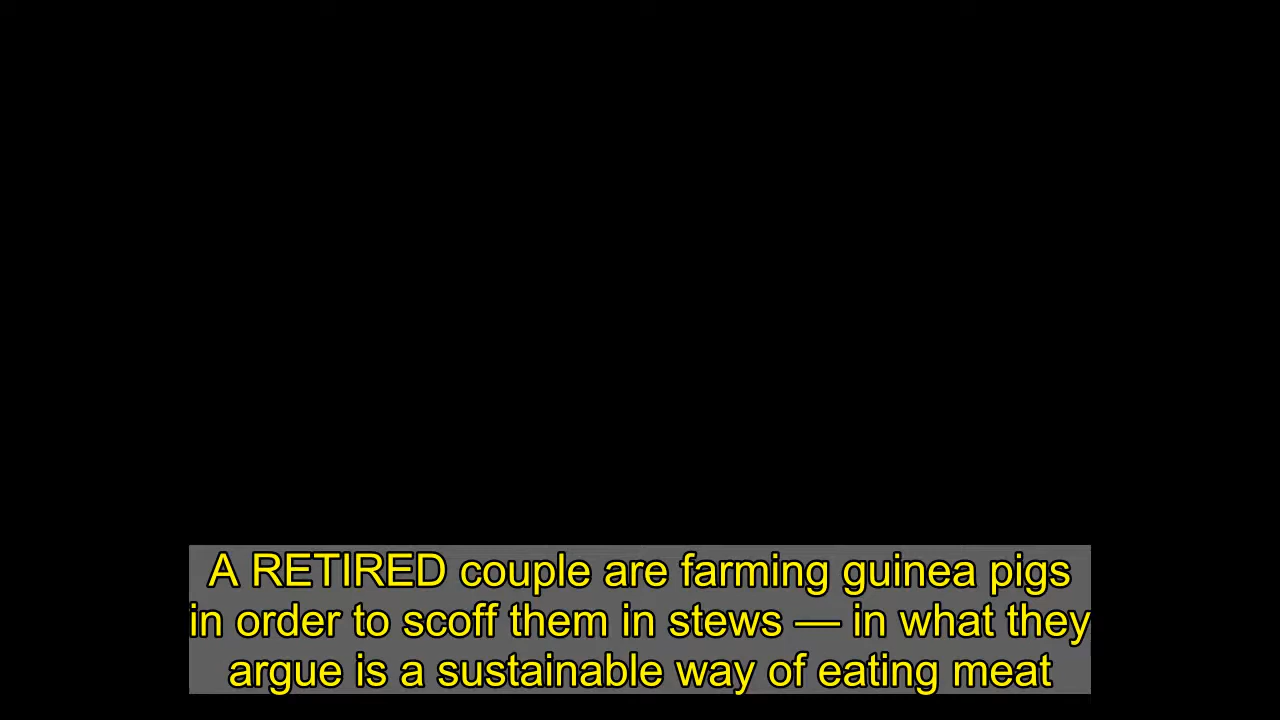 A RETIRED couple are farming guinea pigs
in order to scoff them in stews — in what they
argue is a sustainable way of eating meat